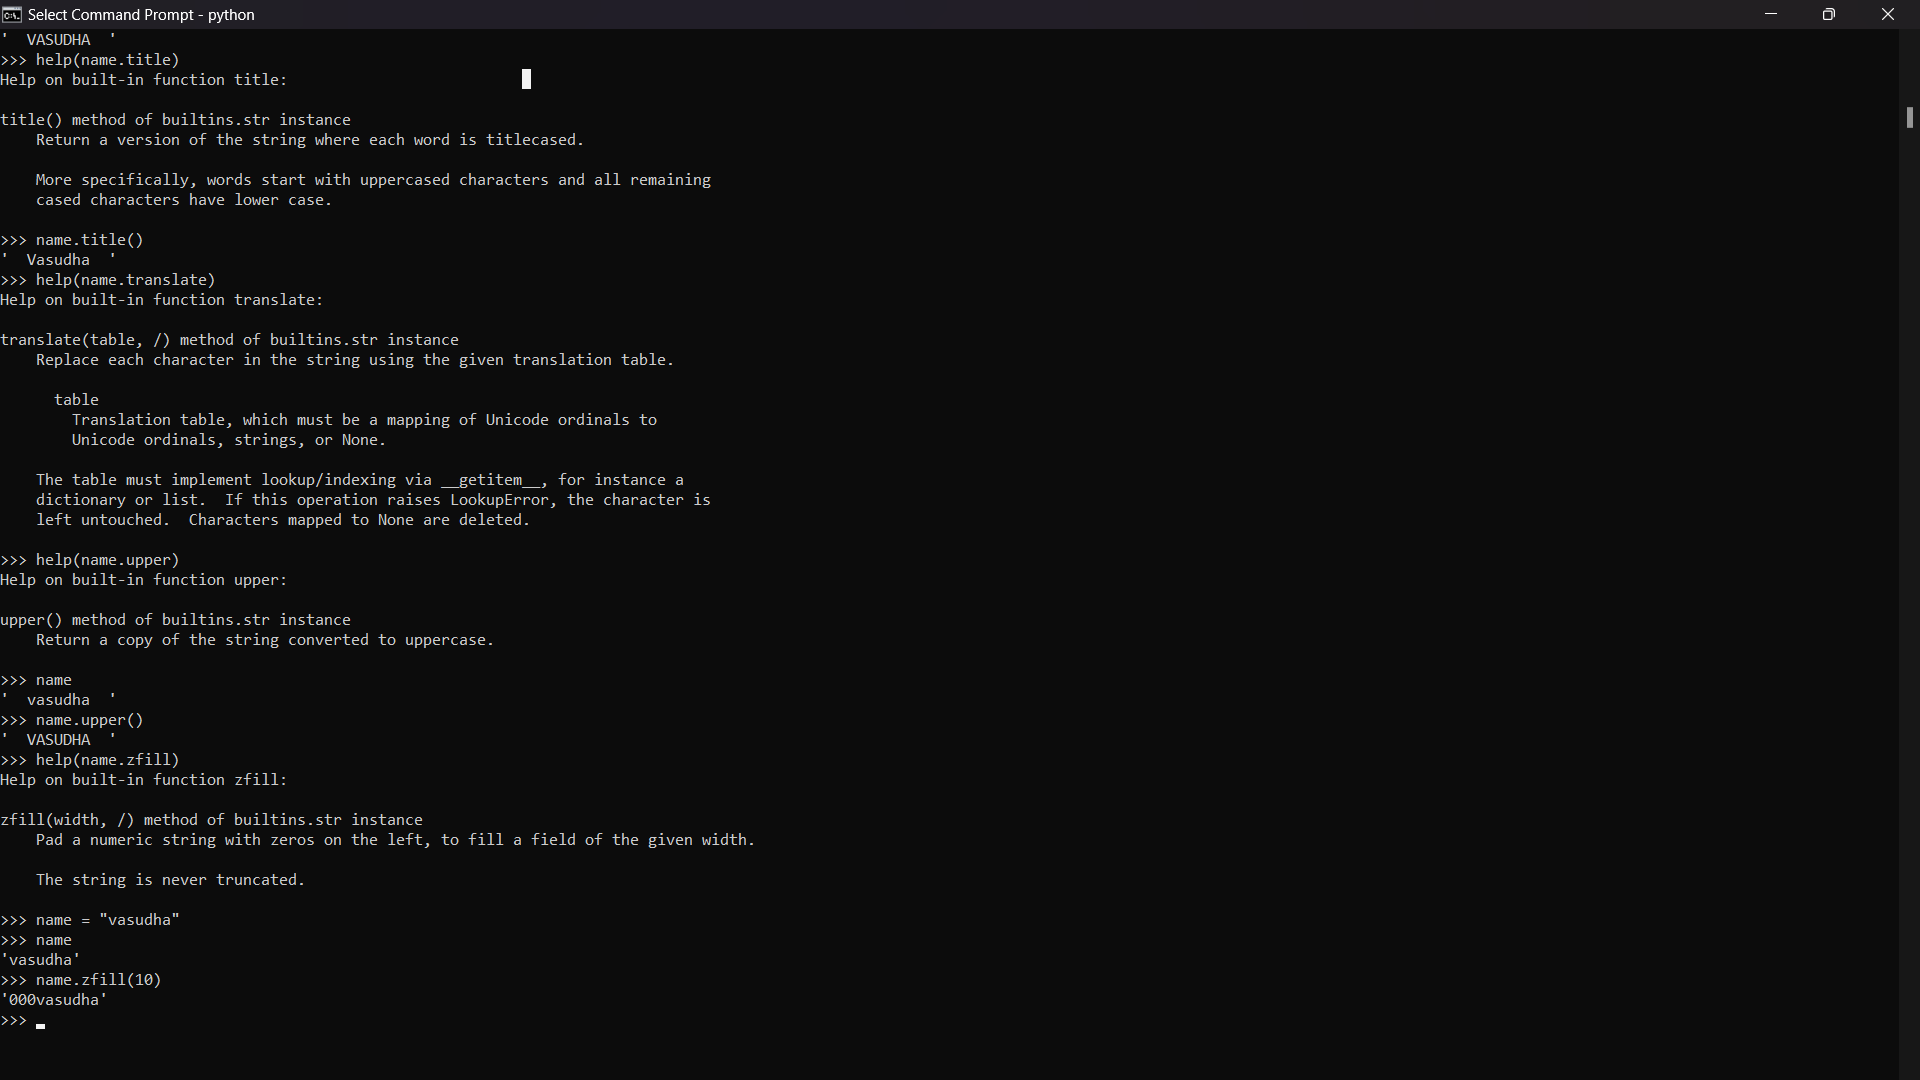 Select Command Prompt - python
'  VASUDHA  '
>>> help(name.title)
Help on built-in function title:

title() method of builtins.str instance
    Return a version of the string where each word is titlecased.

    More specifically, words start with uppercased characters and all remaining
    cased characters have lower case.

>>> name.title()
'  Vasudha  '
>>> help(name.translate)
Help on built-in function translate:

translate(table, /) method of builtins.str instance
    Replace each character in the string using the given translation table.

      table
        Translation table, which must be a mapping of Unicode ordinals to
        Unicode ordinals, strings, or None.

    The table must implement lookup/indexing via __getitem__, for instance a
    dictionary or list.  If this operation raises LookupError, the character is
    left untouched.  Characters mapped to None are deleted.

>>> help(name.upper)
Help on built-in function upper:

upper() method of builtins.str instance
    Return a copy of the string converted to uppercase.

>>> name
'  vasudha  '
>>> name.upper()
'  VASUDHA  '
>>> help(name.zfill)
Help on built-in function zfill:

zfill(width, /) method of builtins.str instance
    Pad a numeric string with zeros on the left, to fill a field of the given width.

    The string is never truncated.

>>> name = "vasudha"
>>> name
'vasudha'
>>> name.zfill(10)
'000vasudha'
>>>